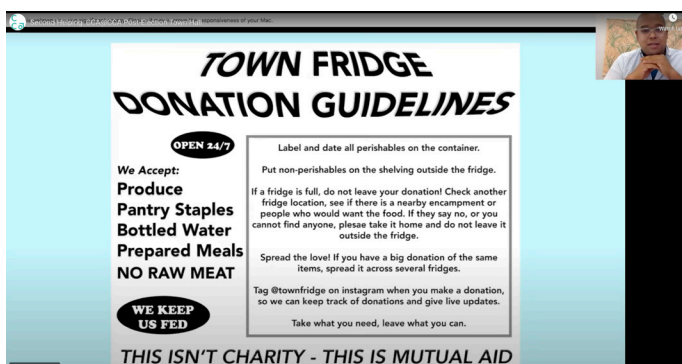 responsiveness of your Mac.
TOWN FRIDGE
DONATION GUIDELINES
OPEN 24/7
We Accept:
Produce
Pantry Staples
Bottled Water
Prepared Meals
NO RAW MEAT
WE KEEP
US FED
Label and date all perishables on the container.
Put non-perishables on the shelving outside the fridge.
If a fridge is full, do not leave your donation! Check another
fridge location, see if there is a nearby encampment or
people who would want the food. If they say no, or you
cannot find anyone, plesae take it home and do not leave it
outside the fridge.
Spread the love! If you have a big donation of the same
items, spread it across several fridges.
Tag @townfridge on instagram when you make a donation,
so we can keep track of donations and give live updates.
Take what you need, leave what you can.
THIS ISN'T CHARITY - THIS IS MUTUAL AID